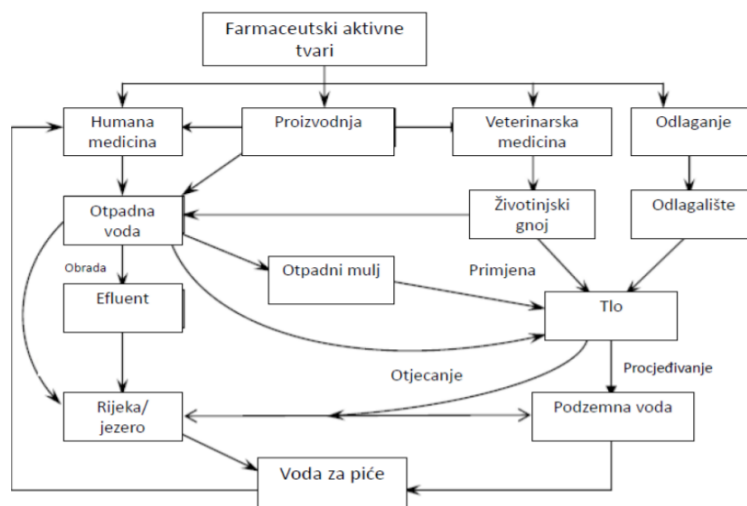 Farmaceutski aktivne
tvari
Humana
medicina
Proizvodnja
Veterinarska
medicina
Odlaganje
Otpadna
voda
Životinjski
gnoj
Odlagalište
Obrada
Otpadni mulj
Primjena
Efluent
Tlo
Otjecanje
Procjeđivanje
Rijeka/
jezero
Podzemna voda
Voda za piće